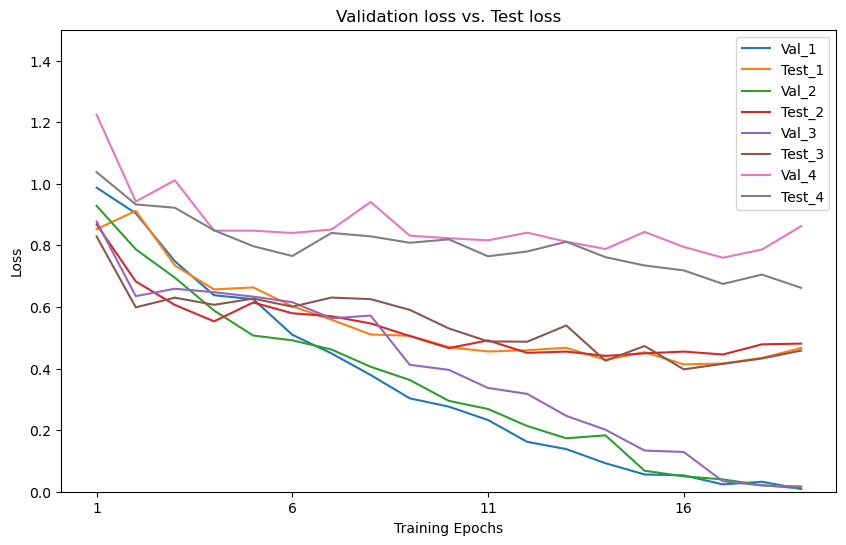 Validation loss vs. Test loss
Loss
1.4
1.2
1.0
0.8
0.6
0.4
0.2
0.0
1
6
11
16
Training Epochs
Val_1
Test_1
Val_2
Test_2
Val_3
Test_3
Val_4
Test_4